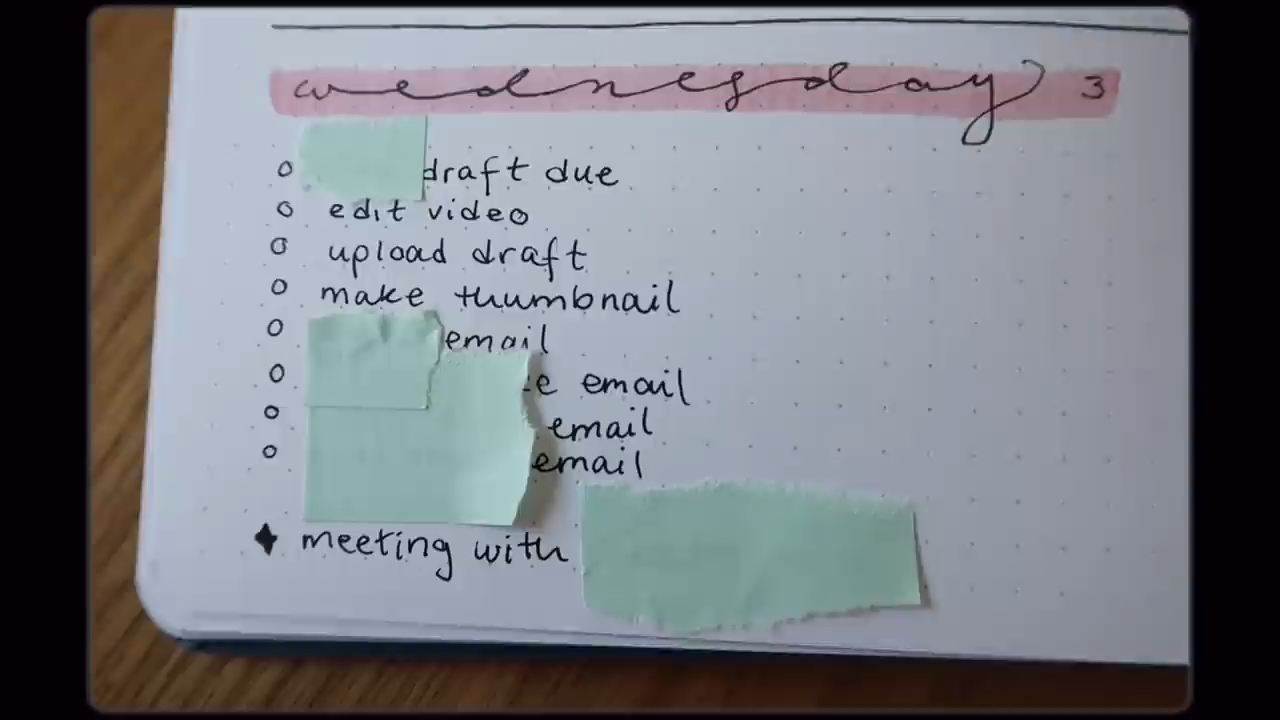 wednesday 3
draft due
edit video
upload draft
make thumbnail
email
email
email
email
meeting with